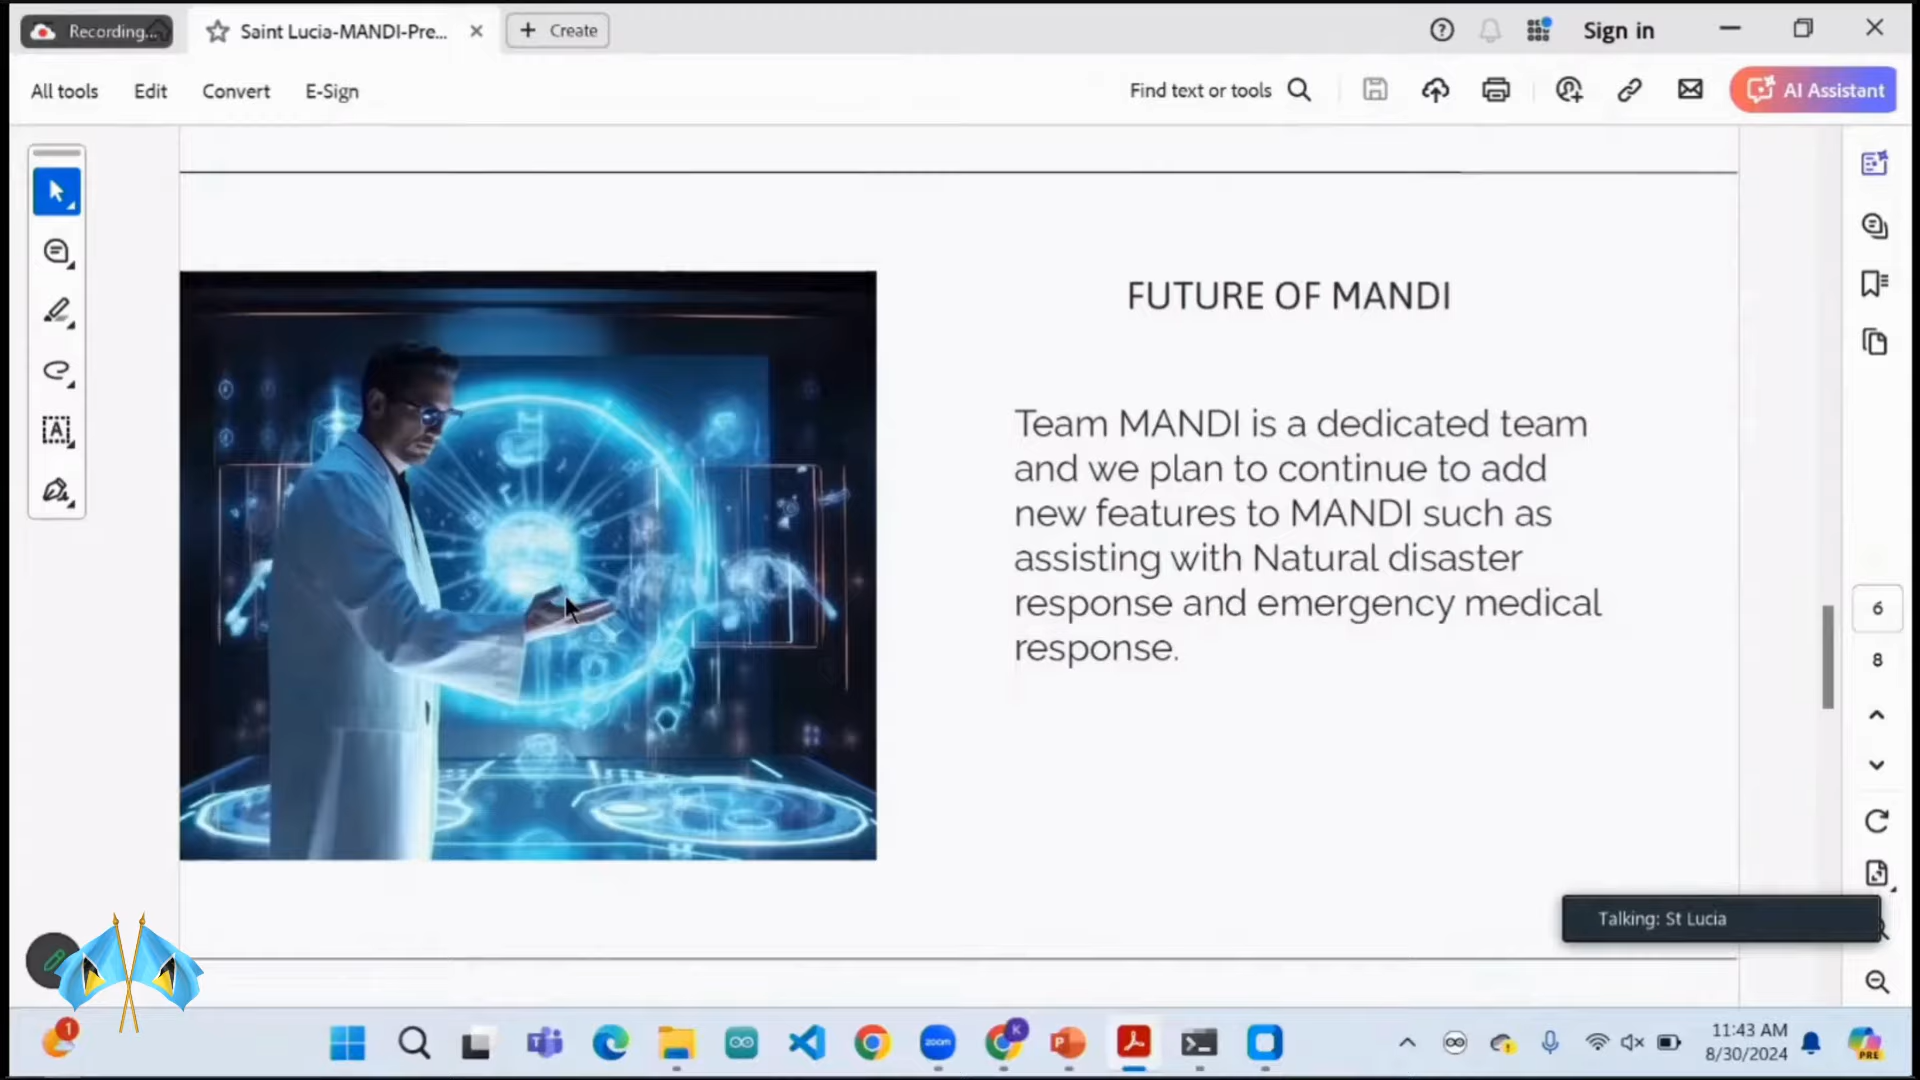 Recording...
Saint Lucia-MANDI-Pre...
Create
Sign in
All tools
Edit
Convert
E-Sign
Find text or tools
AI Assistant
FUTURE OF MANDI
Team MANDI is a dedicated team
and we plan to continue to add
new features to MANDI such as
assisting with Natural disaster
response and emergency medical
response.
6
8
Talking: St Lucia
1
zoom
K
P
11:43 AM
8/30/2024
PRE